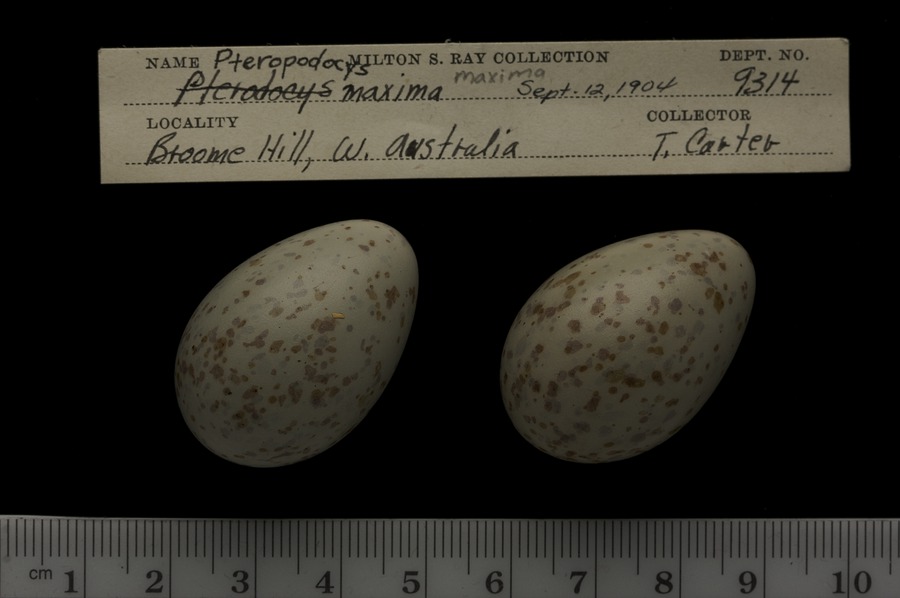 NAME Pteropodocys MILTON S. RAY COLLECTION DEPT. NO.
Pterodocys maxima maxima Sept. 12, 1904 9314
LOCALITY COLLECTOR
Broome Hill, W. Australia T. Carter
cm 1 2 3 4 5 6 7 8 9 10